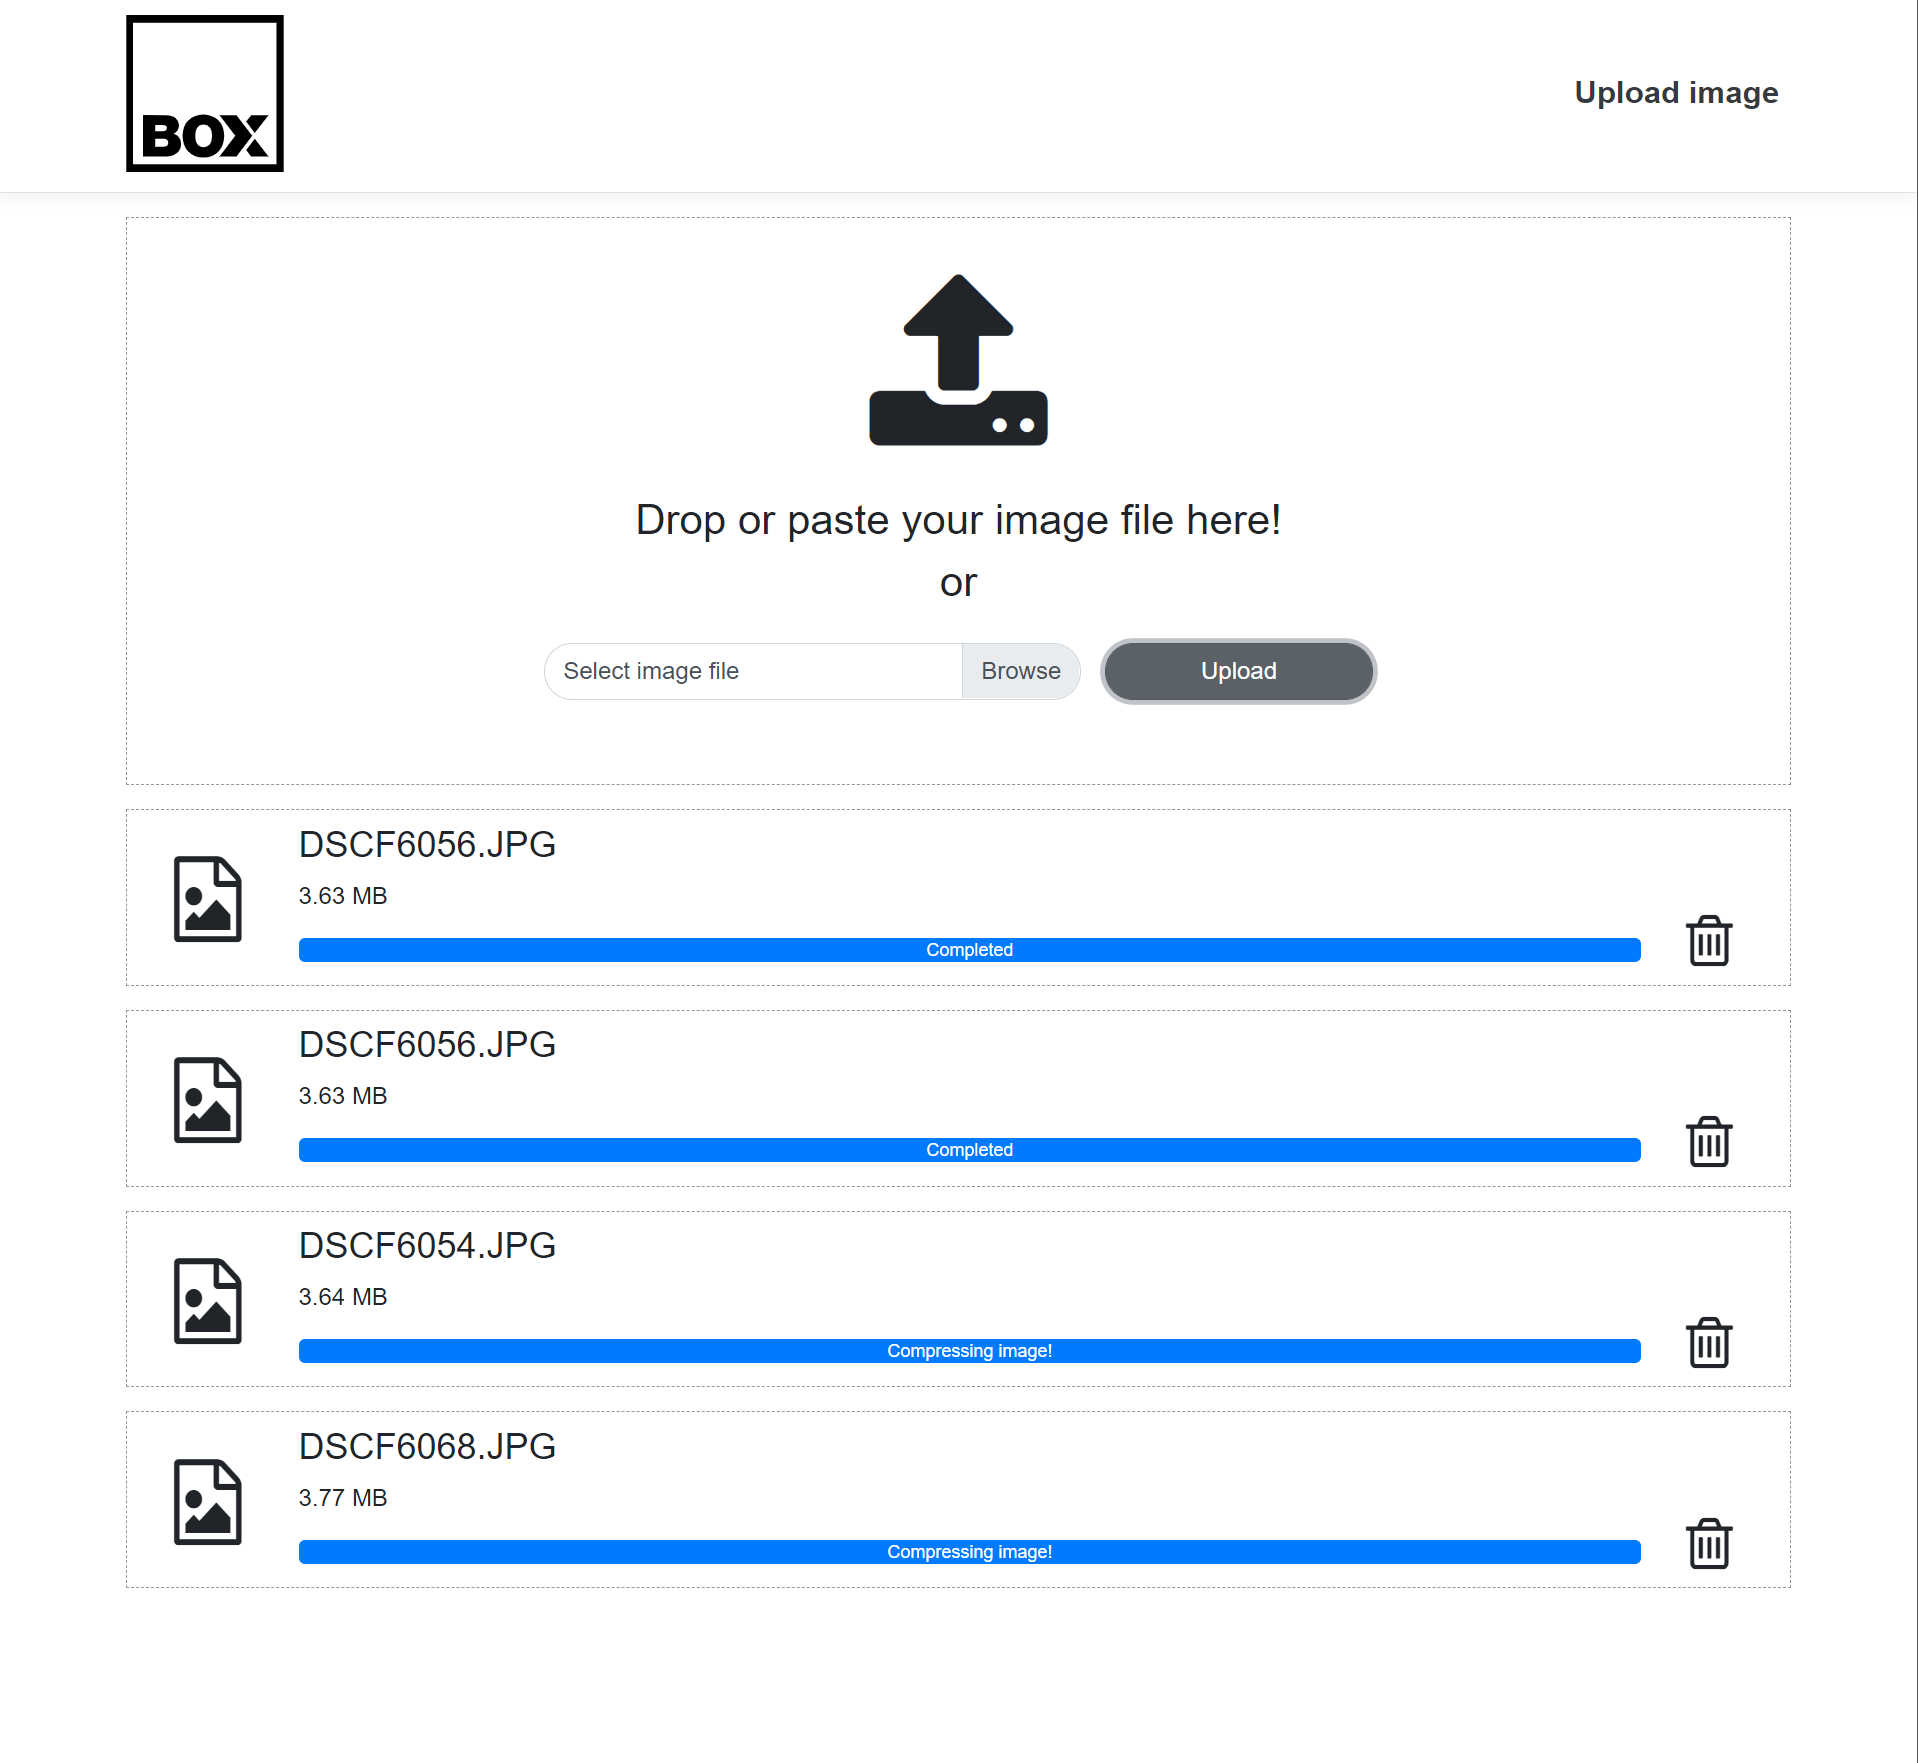 BOX
Upload image
Drop or paste your image file here!
or
Select image file Browse Upload
DSCF6056.JPG
3.63 MB
Completed
DSCF6056.JPG
3.63 MB
Completed
DSCF6054.JPG
3.64 MB
Compressing image!
DSCF6068.JPG
3.77 MB
Compressing image!